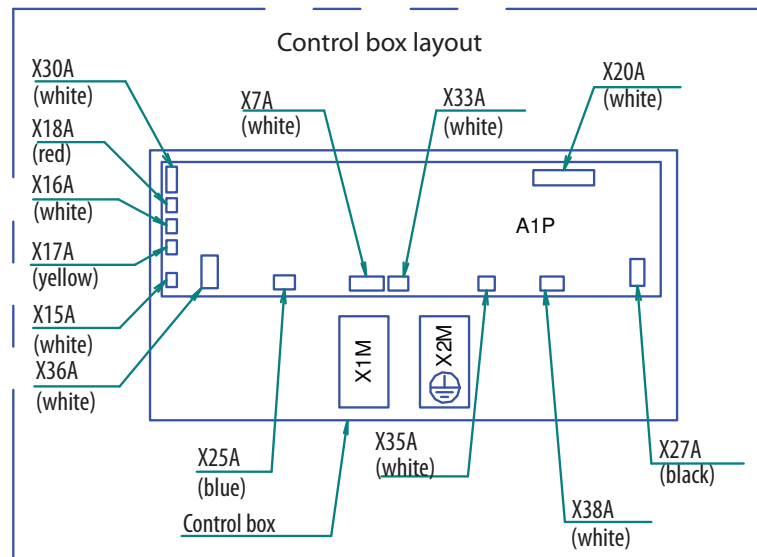 Control box layout
X30A
(white)
X18A
(red)
X16A
(white)
X17A
(yellow)
X15A
(white)
X36A
(white)
X7A
(white)
X33A
(white)
X20A
(white)
A1P
X1M
X2M
X25A
(blue)
Control box
X35A
(white)
X38A
(white)
X27A
(black)